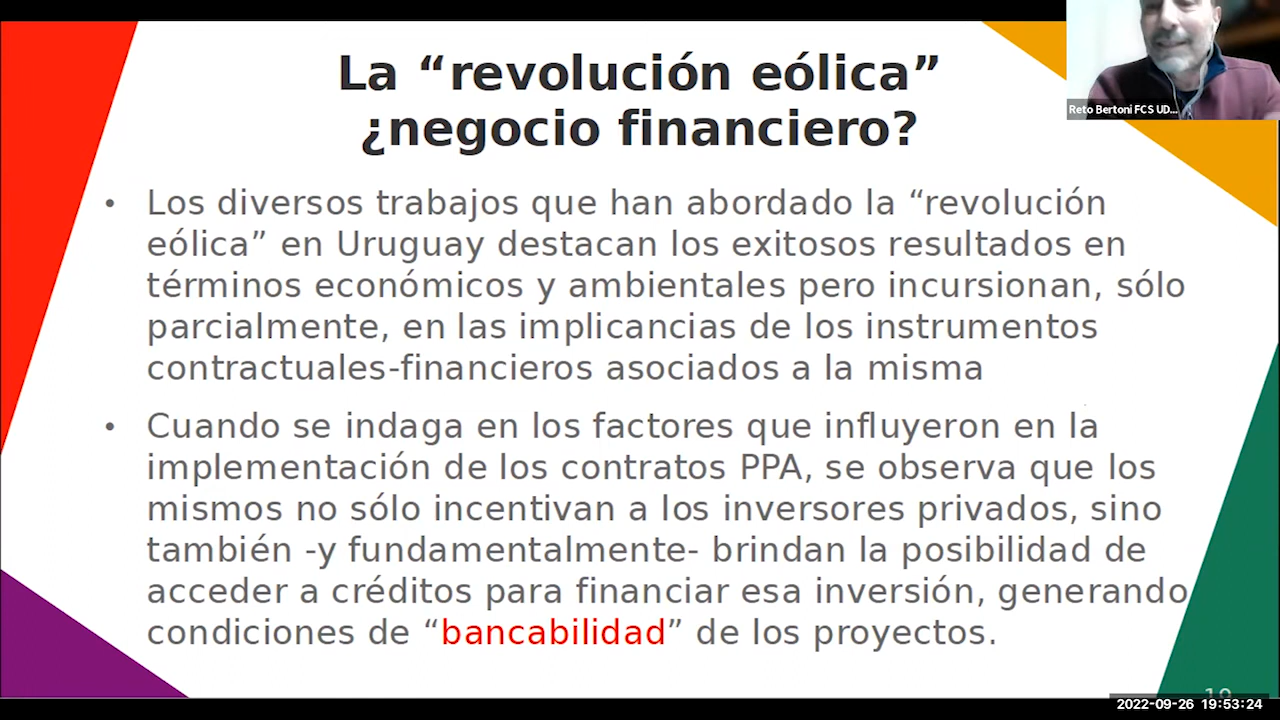 La “revolución eólica”
¿negocio financiero?
Reto Bertoni FCS UD...
• Los diversos trabajos que han abordado la “revolución
eólica” en Uruguay destacan los exitosos resultados en
términos económicos y ambientales pero incursionan, sólo
parcialmente, en las implicancias de los instrumentos
contractuales-financieros asociados a la misma
• Cuando se indaga en los factores que influyeron en la
implementación de los contratos PPA, se observa que los
mismos no sólo incentivan a los inversores privados, sino
también -y fundamentalmente- brindan la posibilidad de
acceder a créditos para financiar esa inversión, generando
condiciones de “bancabilidad” de los proyectos.
2022-09-26 19:53:24